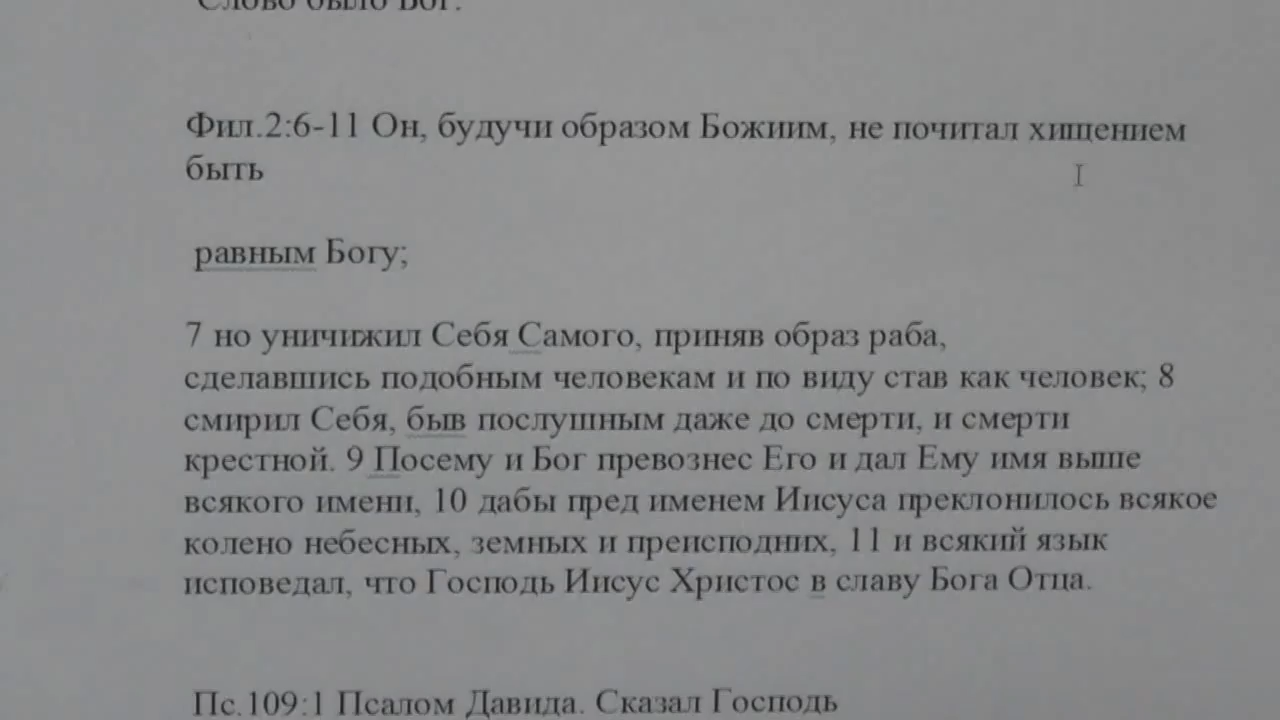 Слово было Бог.
Фил.2:6-11 Он, будучи образом Божиим, не почитал хищением
быть
равным Богу;
7 но уничижил Себя Самого, приняв образ раба,
сделавшись подобным человекам и по виду став как человек; 8
смирил Себя, быв послушным даже до смерти, и смерти
крестной. 9 Посему и Бог превознес Его и дал Ему имя выше
всякого имени, 10 дабы пред именем Иисуса преклонилось всякое
колено небесных, земных и преисподних, 11 и всякий язык
исповедал, что Господь Иисус Христос в славу Бога Отца.
Пс.109:1 Псалом Давида. Сказал Господь